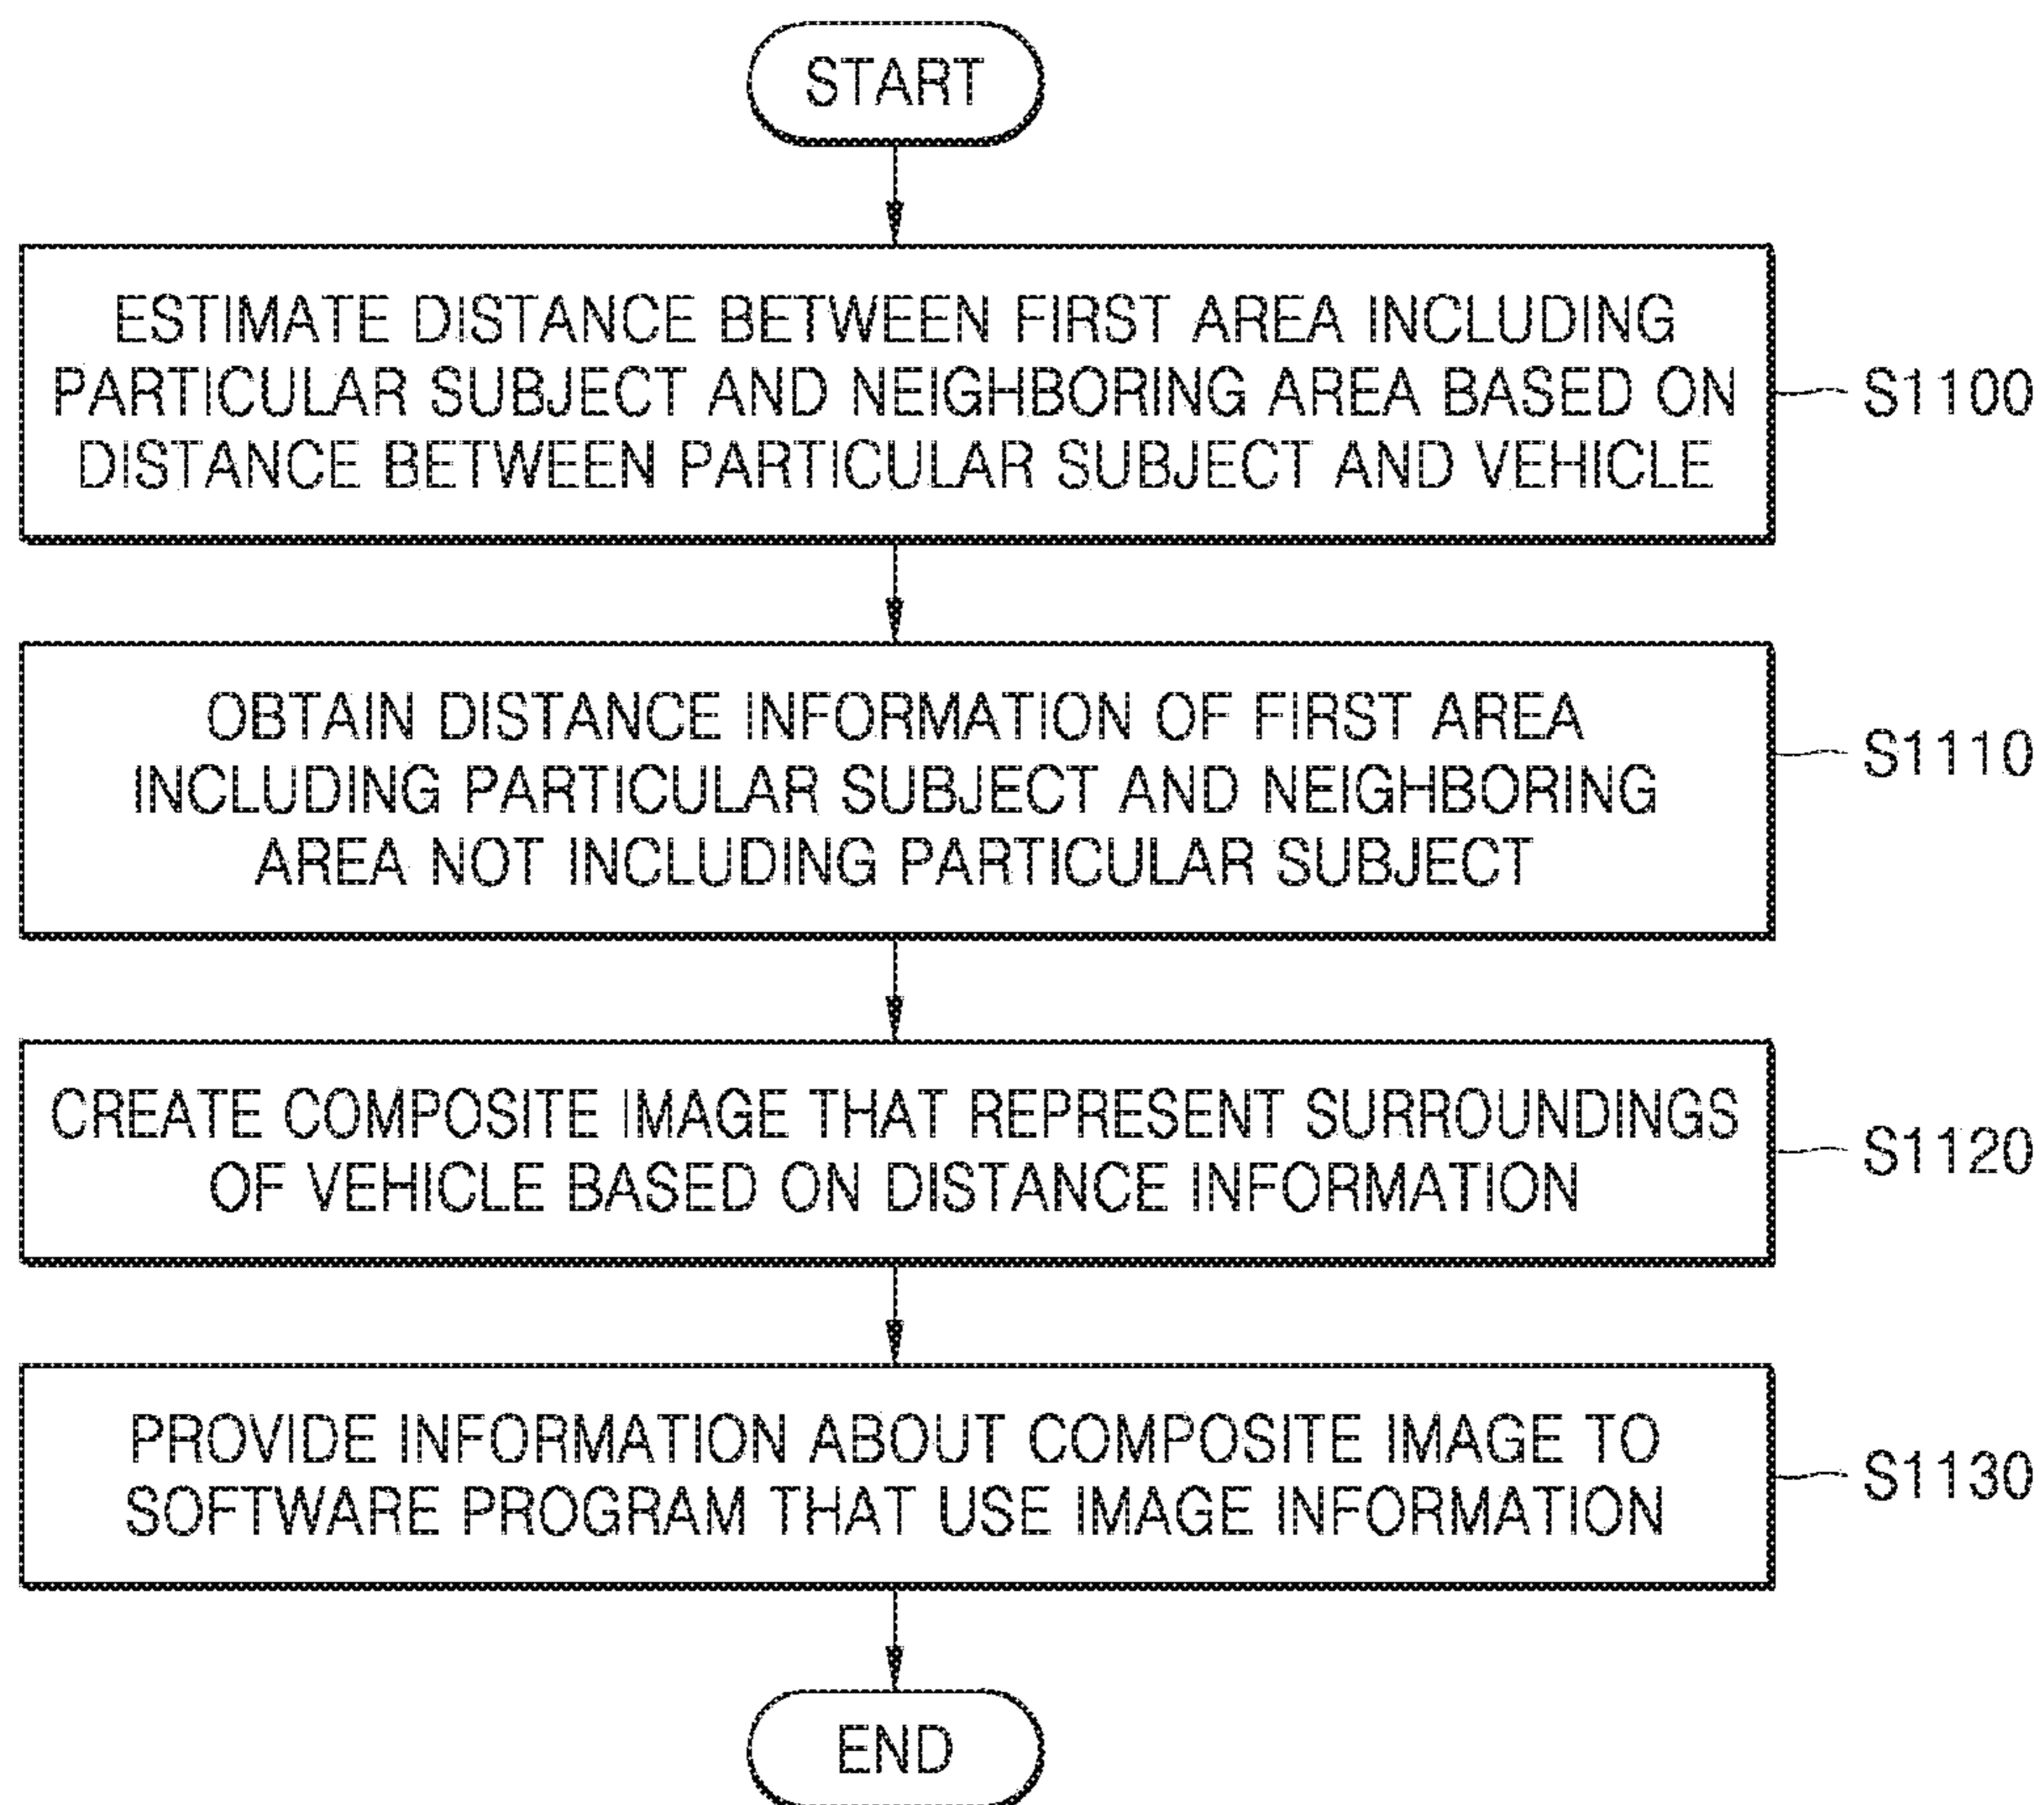 START
ESTIMATE DISTANCE BETWEEN FIRST AREA INCLUDING
PARTICULAR SUBJECT AND NEIGHBORING AREA BASED ON
DISTANCE BETWEEN PARTICULAR SUBJECT AND VEHICLE
S1100
OBTAIN DISTANCE INFORMATION OF FIRST AREA
INCLUDING PARTICULAR SUBJECT AND NEIGHBORING
AREA NOT INCLUDING PARTICULAR SUBJECT
S1110
CREATE COMPOSITE IMAGE THAT REPRESENT SURROUNDINGS
OF VEHICLE BASED ON DISTANCE INFORMATION
S1120
PROVIDE INFORMATION ABOUT COMPOSITE IMAGE TO
SOFTWARE PROGRAM THAT USE IMAGE INFORMATION
S1130
END